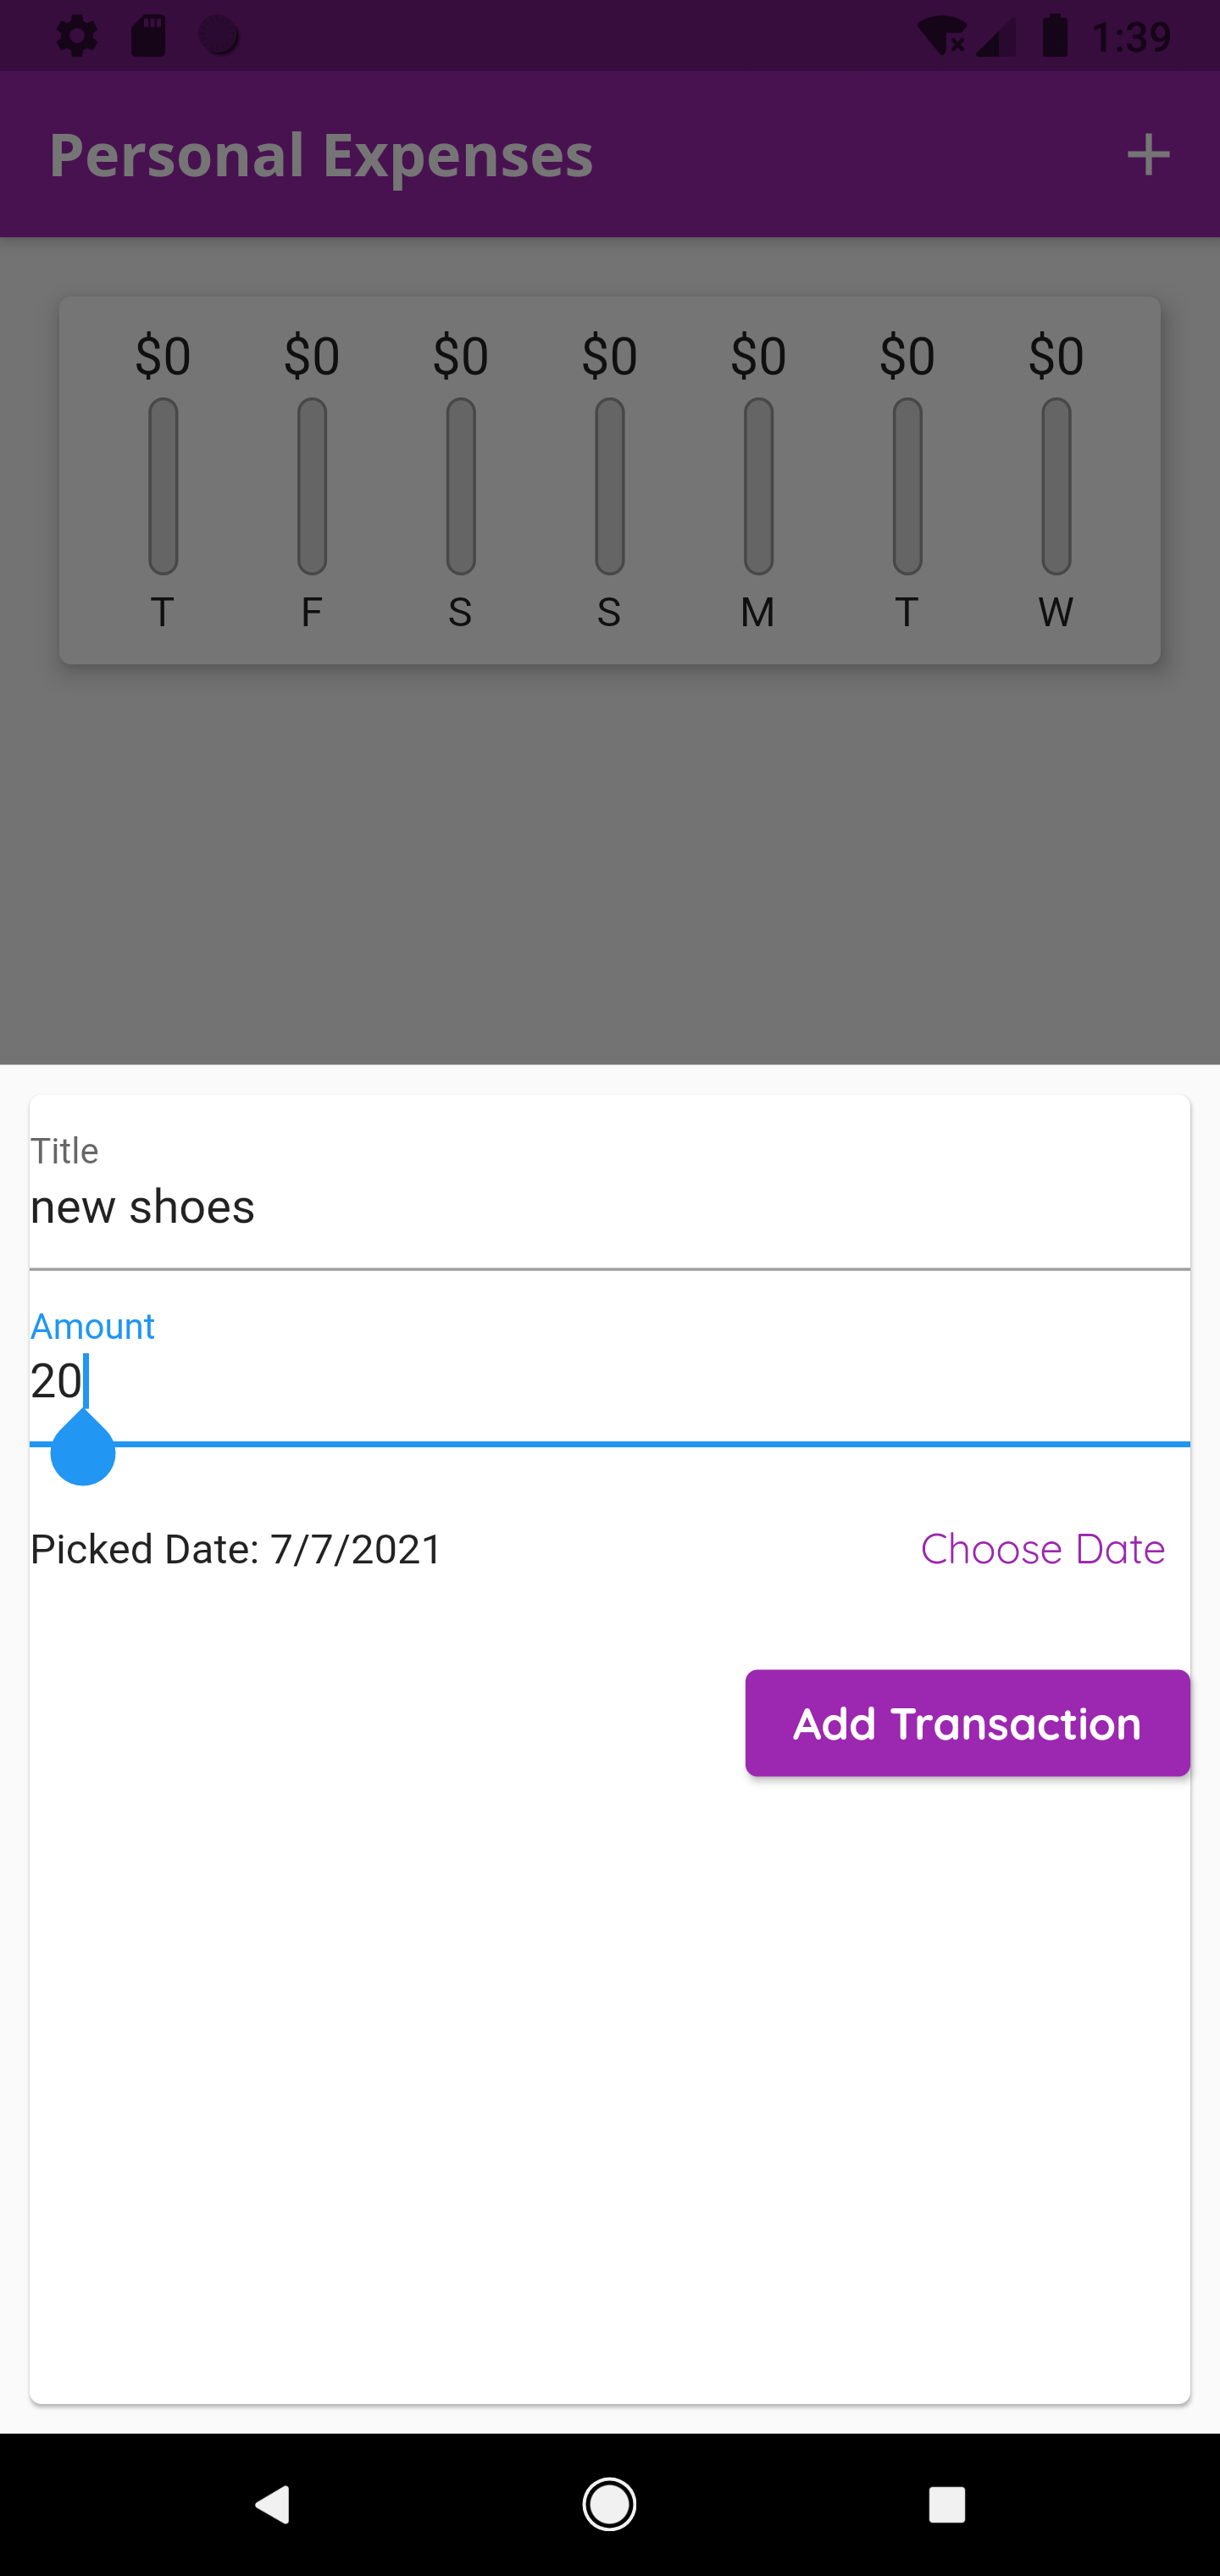 1:39
Personal Expenses
$0 $0 $0 $0 $0 $0 $0
T F S S M T W
Title
new shoes
Amount
20
Picked Date: 7/7/2021 Choose Date
Add Transaction